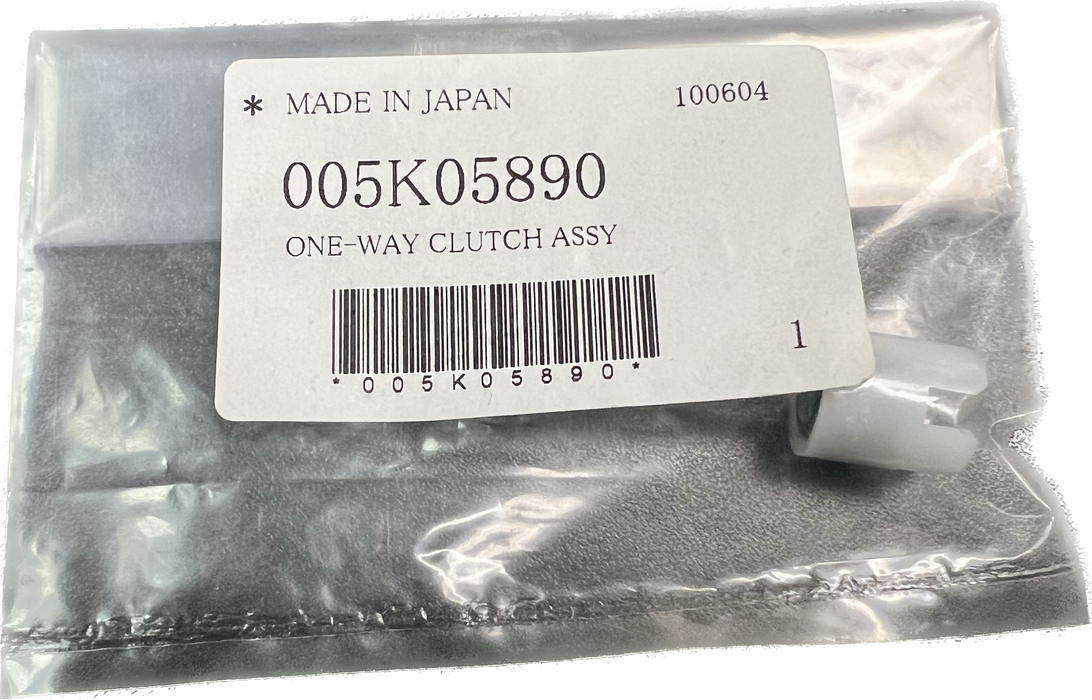 * MADE IN JAPAN 100604
005K05890
ONE-WAY CLUTCH ASSY
*005K05890*
1